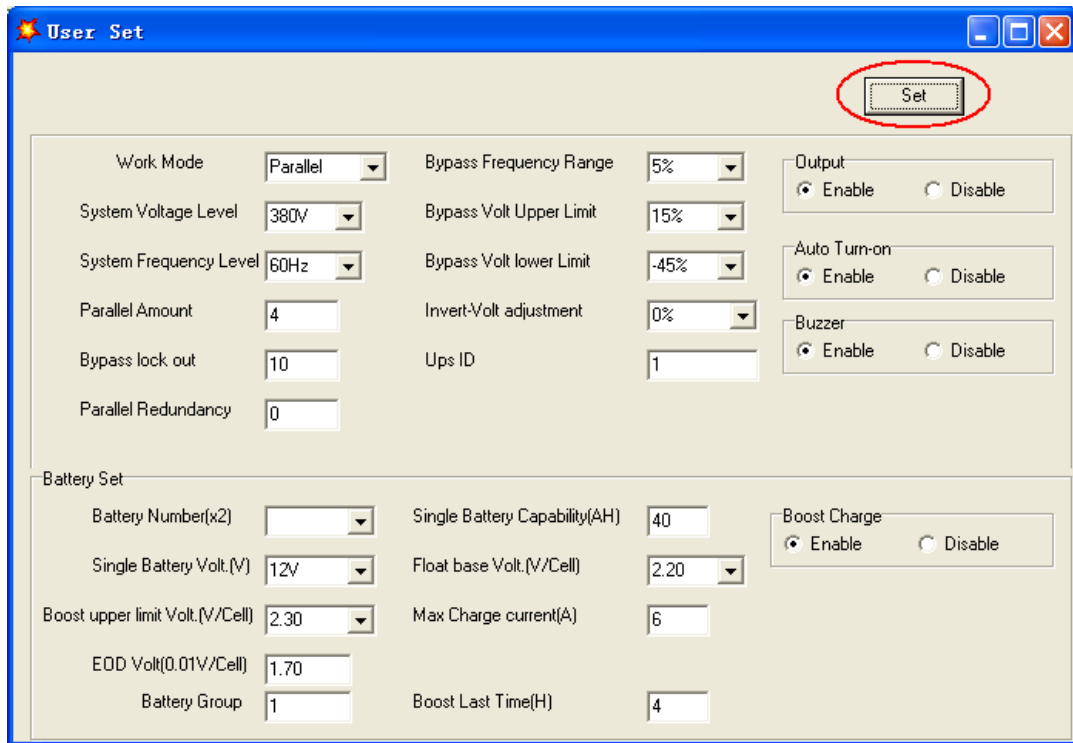 User Set
Set
Work Mode Parallel Bypass Frequency Range 5% Output
Enable Disable
System Voltage Level 380V Bypass Volt Upper Limit 15%
Auto Turn-on
System Frequency Level 60Hz Bypass Volt lower Limit -45% Enable Disable
Parallel Amount 4 Invert-Volt adjustment 0% Buzzer
Bypass lock out 10 Ups ID 1 Enable Disable
Parallel Redundancy 0
Battery Set
Battery Number(x2) Single Battery Capability(AH) 40 Boost Charge
Enable Disable
Single Battery Volt.(V) 12V Float base Volt.(V/Cell) 2.20
Boost upper limit Volt.(V/Cell) 2.30 Max Charge current(A) 6
EOD Volt(0.01V/Cell) 1.70
Battery Group 1 Boost Last Time(H) 4